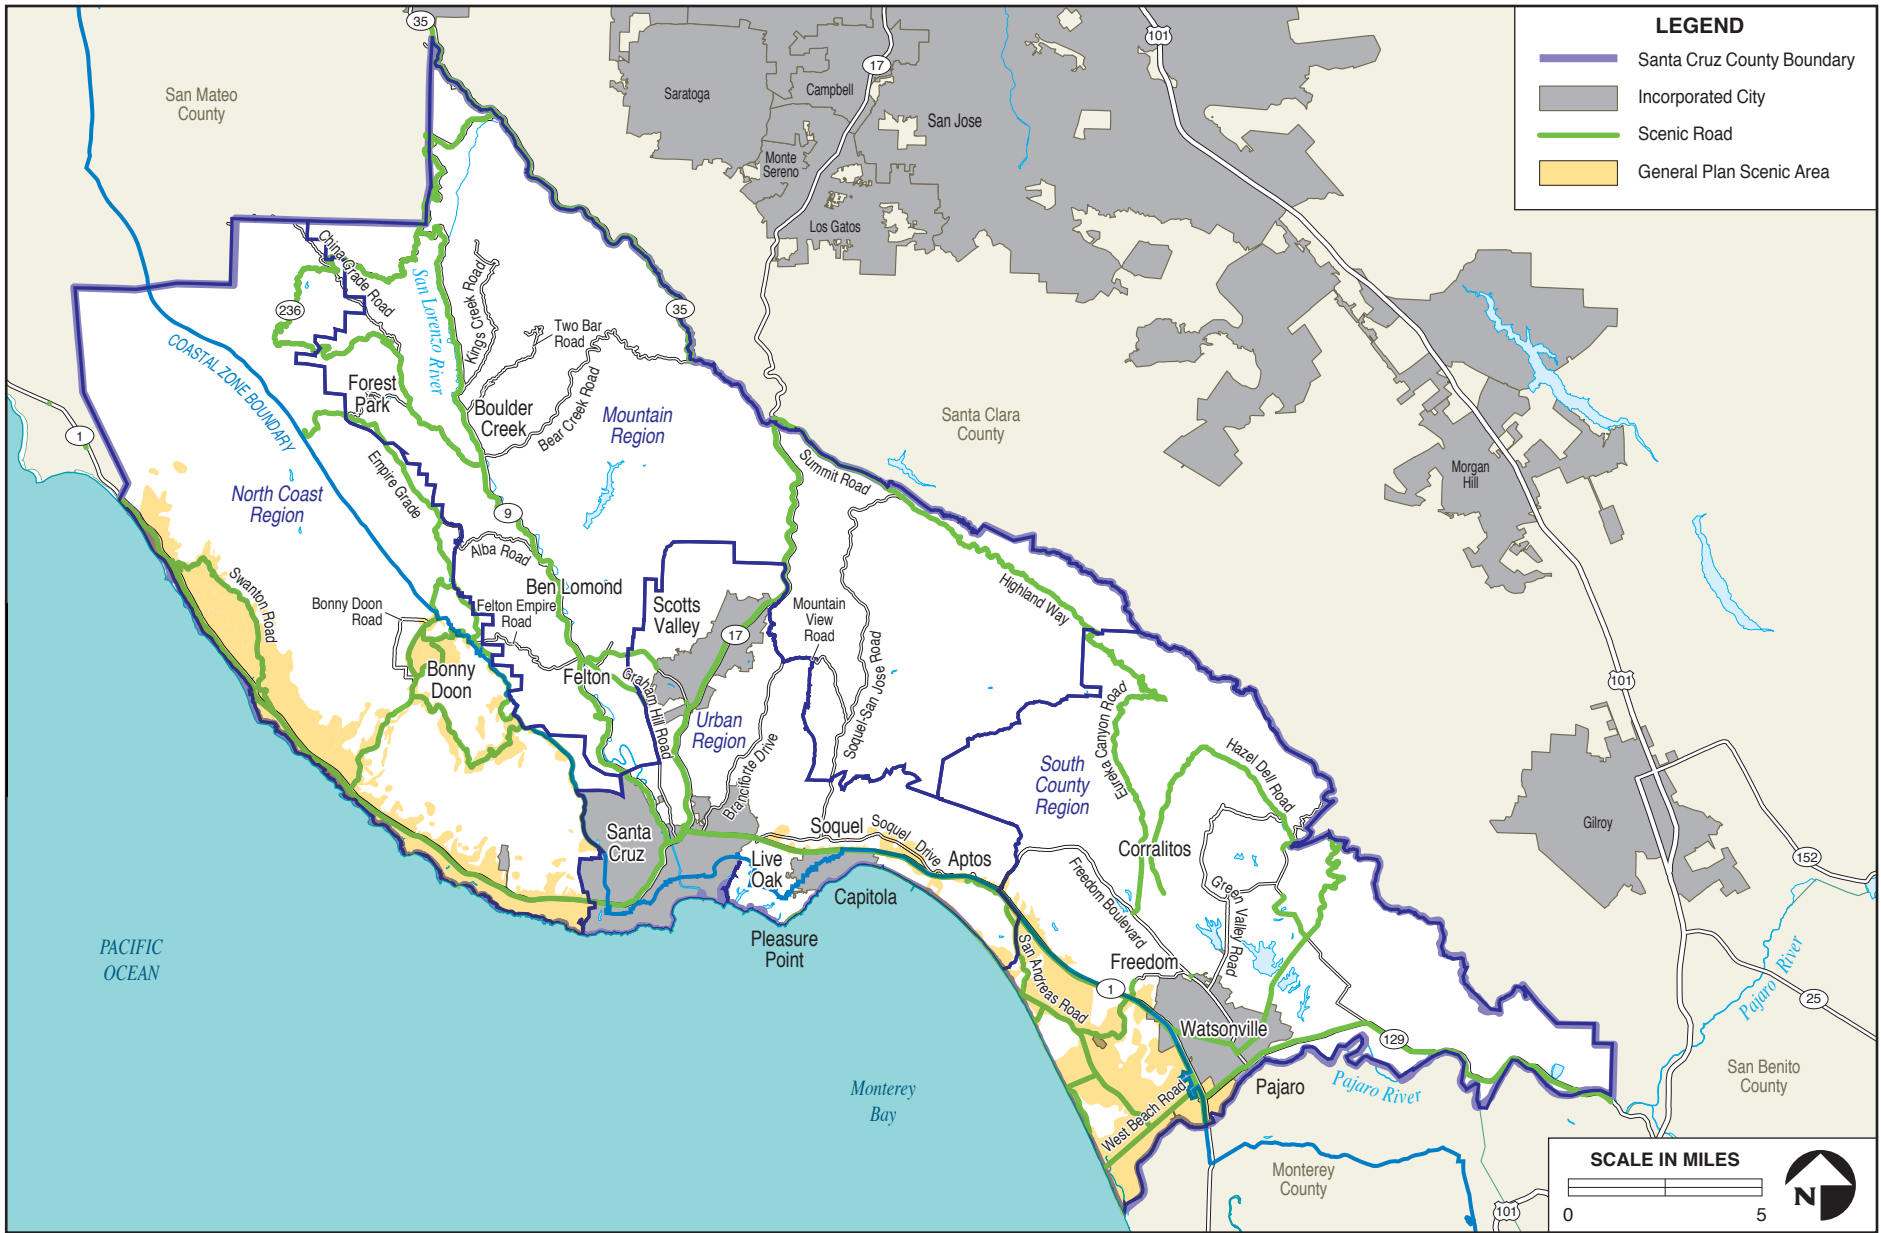 35
101
LEGEND
Santa Cruz County Boundary
Incorporated City
Scenic Road
General Plan Scenic Area
17
San Mateo
County
Saratoga
Campbell
San Jose
Monte
Sereno
Los Gatos
China Grade Road
San Lorenzo River
King's Creek Road
236
35
Two Bar
Road
COASTAL ZONE BOUNDARY
Forest
Park
Boulder
Creek
Bear Creek Road
Mountain
Region
Santa Clara
County
1
Empire Grade
Summit Road
Morgan
Hill
North Coast
Region
9
Alba Road
Ben Lomond
Highland Way
Swanton Road
Bonny Doon
Road
Felton Empire
Road
Scotts
Valley
17
Mountain
View
Road
Soquel-San Jose Road
Bonny
Doon
Felton
Graham Hill Road
Urban
Region
Branciforte Drive
Eureka Canyon Road
Hazel Dell Road
South
County
Region
101
Santa
Cruz
Soquel
Soquel Drive
Aptos
Live
Oak
Capitola
Pleasure
Point
Corralitos
Freedom Boulevard
Green Valley Road
Gilroy
152
PACIFIC
OCEAN
San Andreas Road
Freedom
1
Watsonville
129
Pajaro River
25
Monterey
Bay
West Beach Road
Pajaro
Pajaro River
San Benito
County
Monterey
County
101
SCALE IN MILES
0
5
N